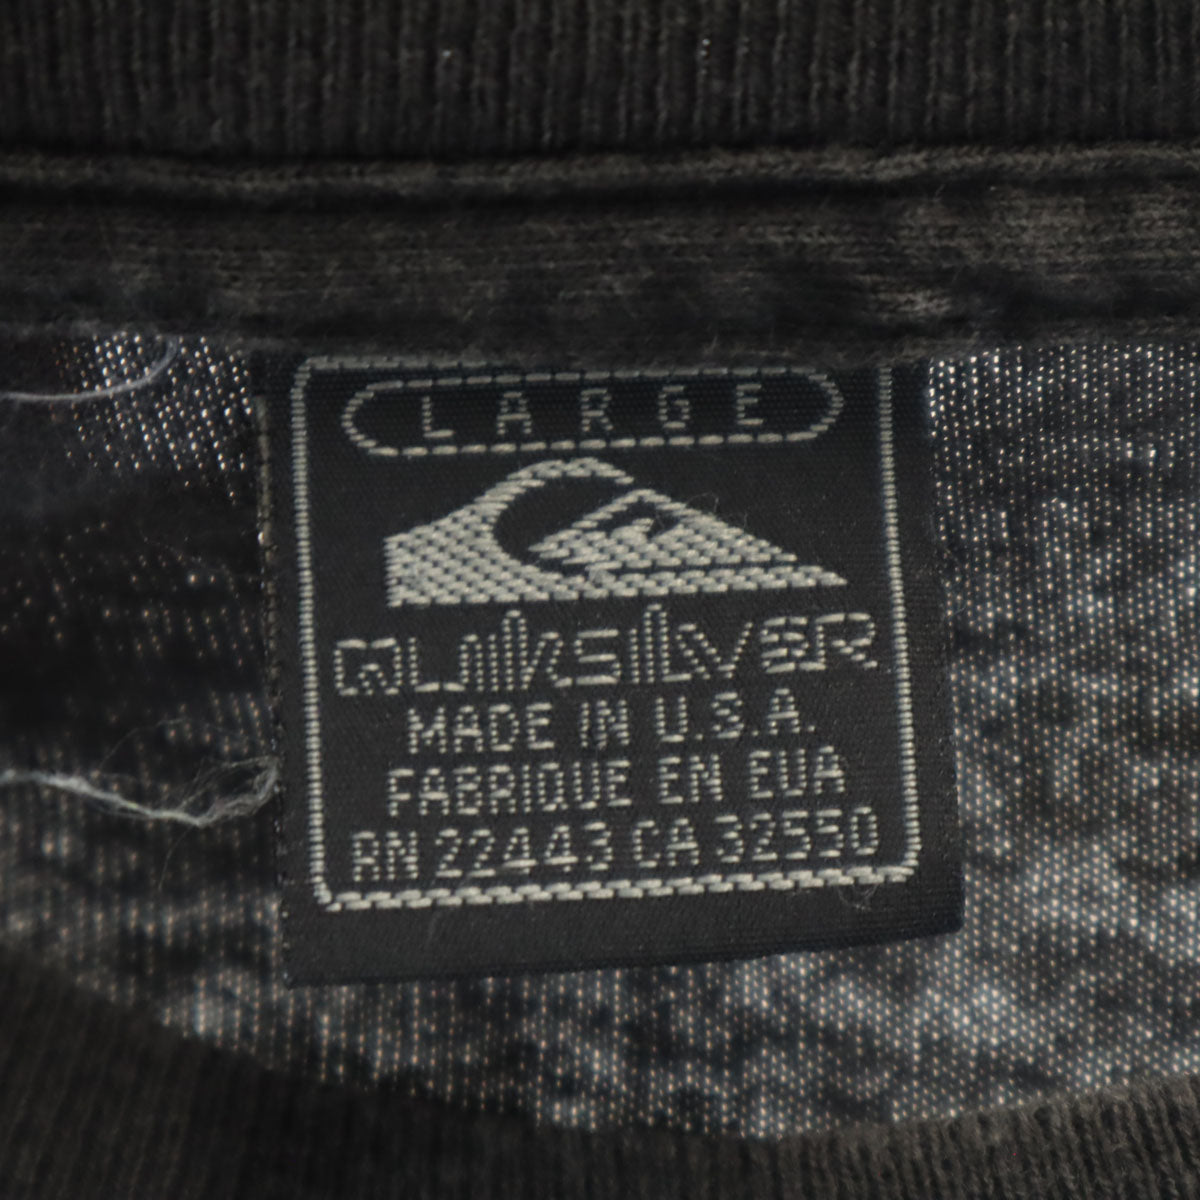 LARGE
QUIKSILVER
MADE IN U.S.A.
FABRIQUE EN EUA
RN 22443 CA 32550